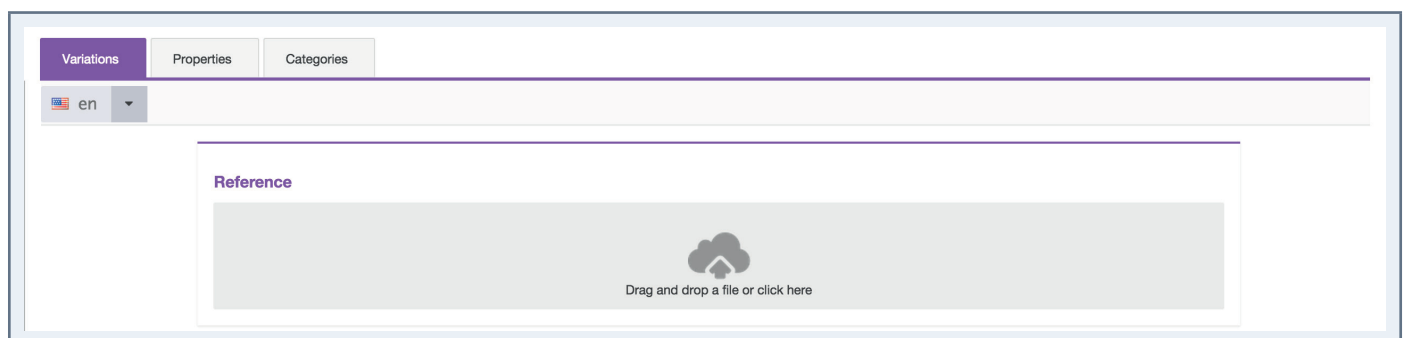 Variations Properties Categories
en
Reference
Drag and drop a file or click here